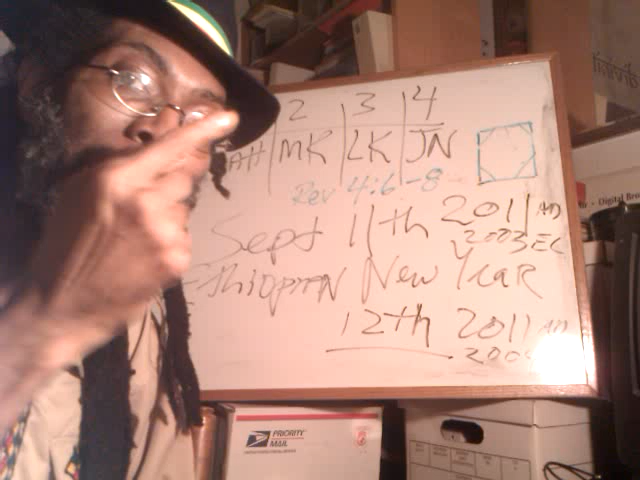 2 3 4
MK LK JN
Rev 4:6-8
Sept 11th 2011 AD
2003 EC
Ethiopian New Year
12th 2011 AD
PRIORITY
MAIL